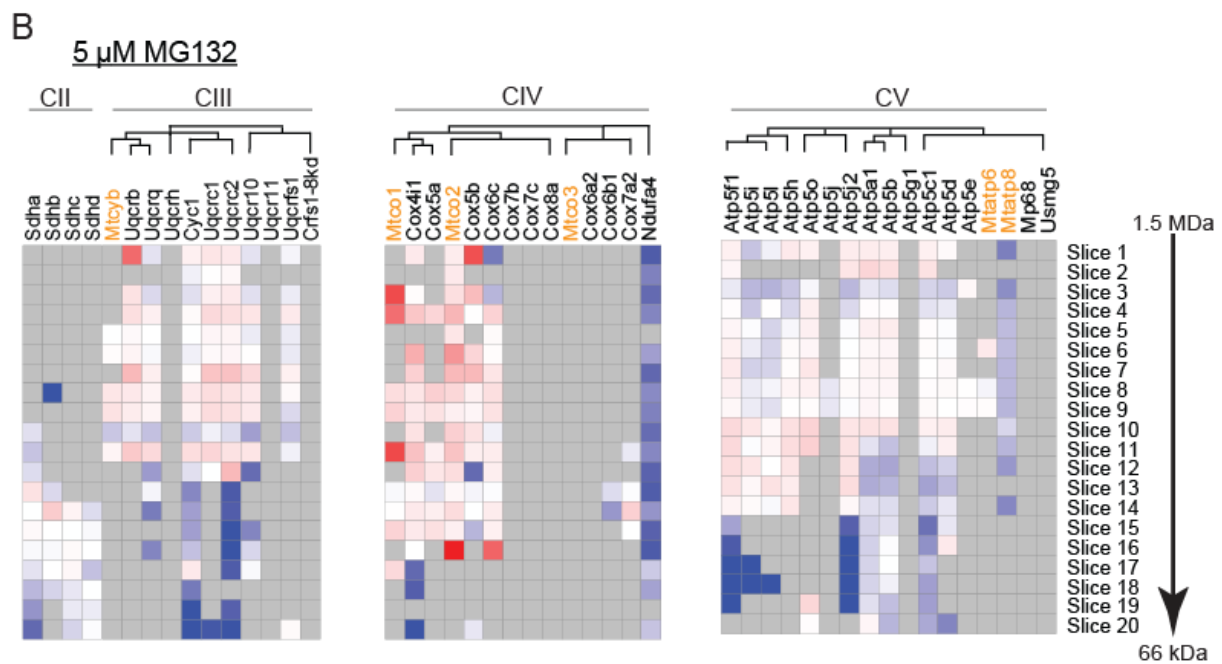 B
5 µM MG132
CII
CIII
CIV
CV
Sdha
Sdhb
Sdhc
Sdhd
Mtcyb
Uqcrb
Uqcrq
Uqcrh
Cyc1
Uqcrc1
Uqcrc2
Uqcr10
Uqcr11
Uqcrfs1
Crfs1-8kd
Mtco1
Cox4i1
Cox5a
Mtco2
Cox5b
Cox6c
Cox7b
Cox7c
Cox8a
Mtco3
Cox6a2
Cox6b1
Cox7a2
Ndufa4
Atp5f1
Atp5i
Atp5l
Atp5h
Atp5o
Atp5j
Atp5j2
Atp5a1
Atp5b
Atp5g1
Atp5c1
Atp5d
Atp5e
Mtatp6
Mtatp8
Mp68
Usmg5
1.5 MDa
Slice 1
Slice 2
Slice 3
Slice 4
Slice 5
Slice 6
Slice 7
Slice 8
Slice 9
Slice 10
Slice 11
Slice 12
Slice 13
Slice 14
Slice 15
Slice 16
Slice 17
Slice 18
Slice 19
Slice 20
66 kDa